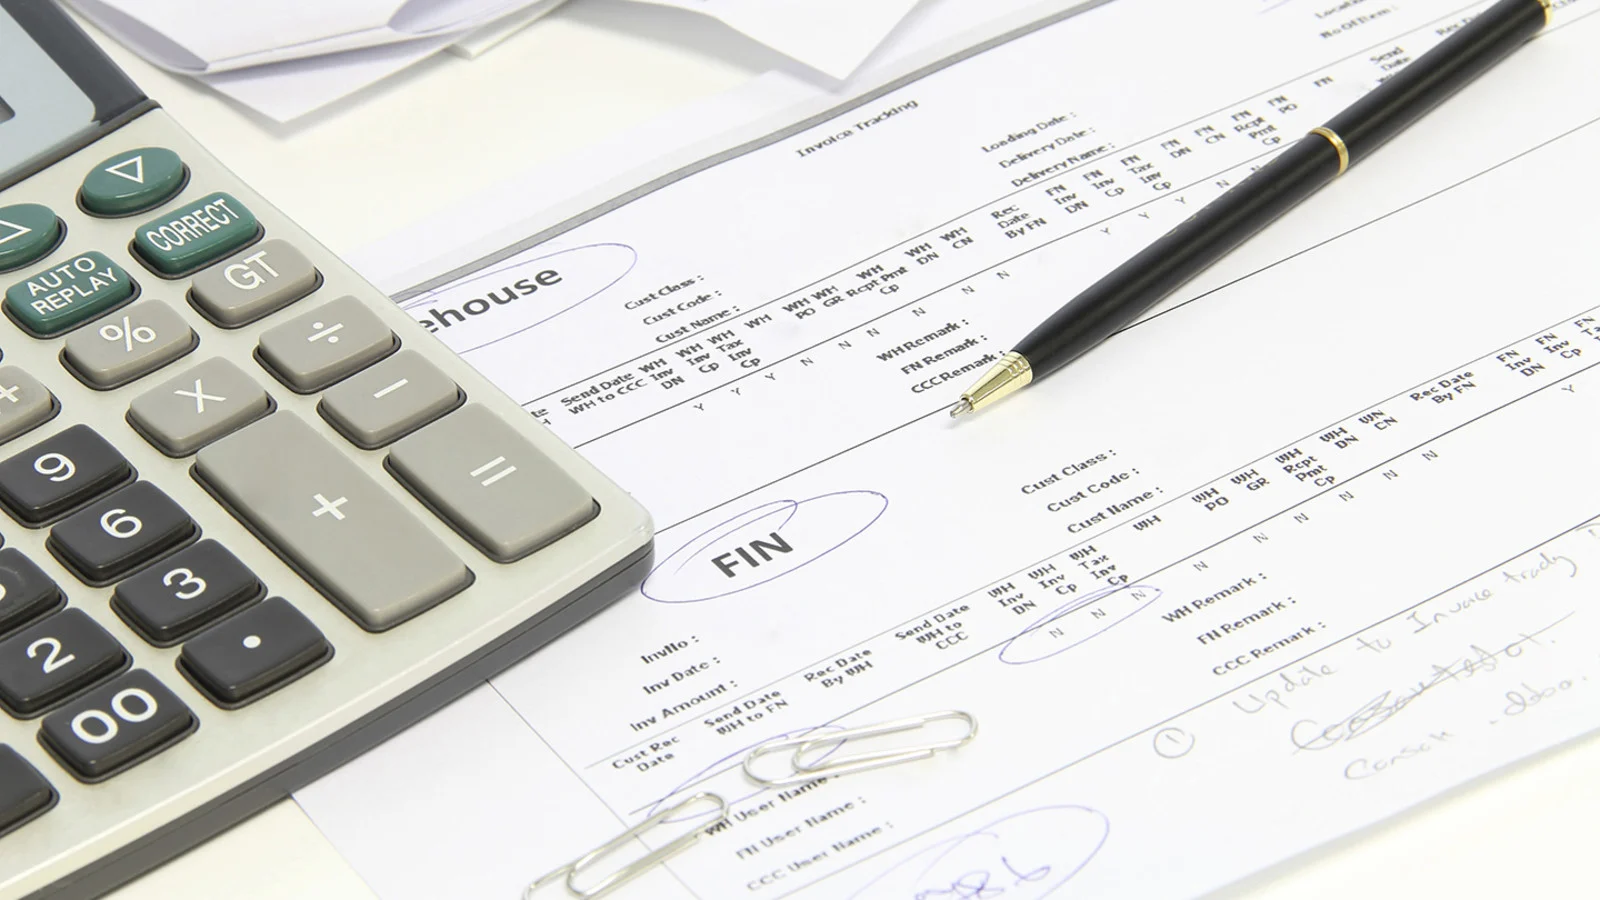 CORRECT
AUTO
REPLAY
GT
%
÷
X
−
9
+
=
6
3
2
•
00
Invoice Tracking
ehouse
Cust Class :
Cust Code :
Cust Name :
Loading Date :
Delivery Date :
Delivery Name :
Send Date
WH to CCC
WH
Inv
DN
WH
Inv
Cp
WH
Tax
Inv
Cp
WH
WH
PO
WH
GR
WH
Rcpt Pmt
Cp
WH
DN
WH
CN
Rec
Date
By FN
FN
Inv
DN
FN
Inv
Cp
FN
Tax
Inv
Cp
FN
DN
FN
CN
FN
Rcpt
Pmt
Cp
FN
PO
FN
Send
Date
Y Y Y N N N N N N Y Y Y N N
WH Remark :
FN Remark :
CCC Remark :
FIN
Cust Class :
Cust Code :
Cust Name :
Inv No :
Inv Date :
Inv Amount :
Cust Rec
Date
Send Date
WH to FN
Rec Date
By WH
Send Date
WH to
CCC
WH
Inv
DN
WH
Inv
Cp
WH
Tax
Inv
Cp
WH
WH
PO
WH
GR
WH
Rcpt
Pmt
Cp
WH
DN
WH
CN
Rec Date
By FN
FN
Inv
DN
FN
Inv
Cp
FN
N N N N N N N N N Y
WH Remark :
FN Remark :
CCC Remark :
WH User Name :
FN User Name :
CCC User Name :
① Update to Invoice